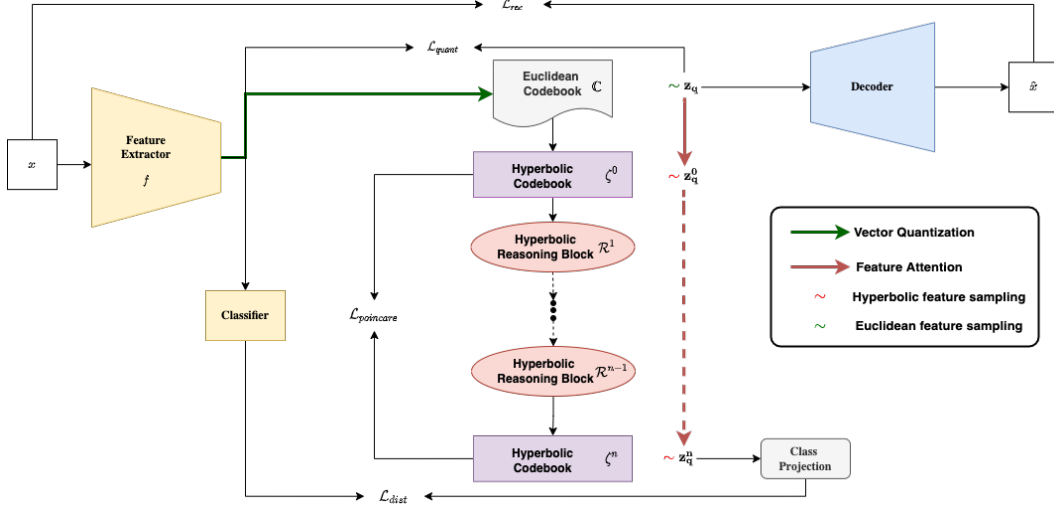 ℒ_rec
ℒ_quant
Euclidean
Codebook ℂ
∼ z_q
Decoder
x̂
Feature
Extractor
f
x
Hyperbolic
Codebook ζ^0
∼ z_q^0
Hyperbolic
Reasoning Block ℛ^1
Vector Quantization
Feature Attention
∼ Hyperbolic feature sampling
∼ Euclidean feature sampling
Classifier
ℒ_poincare
Hyperbolic
Reasoning Block ℛ^{n-1}
Hyperbolic
Codebook ζ^n
∼ z_q^n
Class
Projection
ℒ_dist